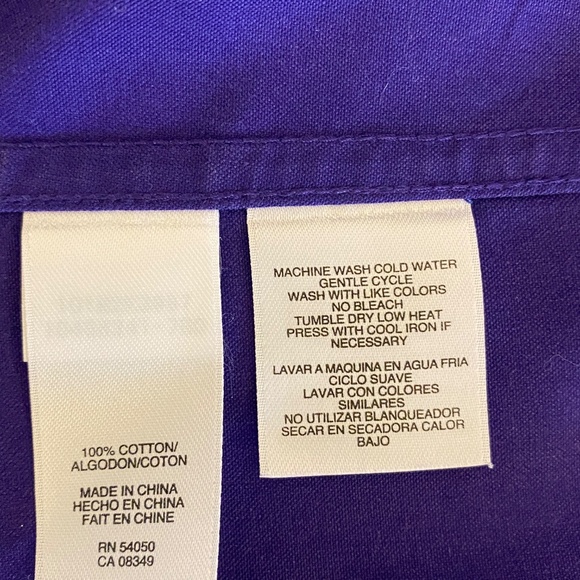 100% COTTON/
ALGODON/COTON
MADE IN CHINA
HECHO EN CHINA
FAIT EN CHINE
RN 54050
CA 08349
MACHINE WASH COLD WATER
GENTLE CYCLE
WASH WITH LIKE COLORS
NO BLEACH
TUMBLE DRY LOW HEAT
PRESS WITH COOL IRON IF
NECESSARY
LAVAR A MAQUINA EN AGUA FRIA
CICLO SUAVE
LAVAR CON COLORES
SIMILARES
NO UTILIZAR BLANQUEADOR
SECAR EN SECADORA CALOR
BAJO